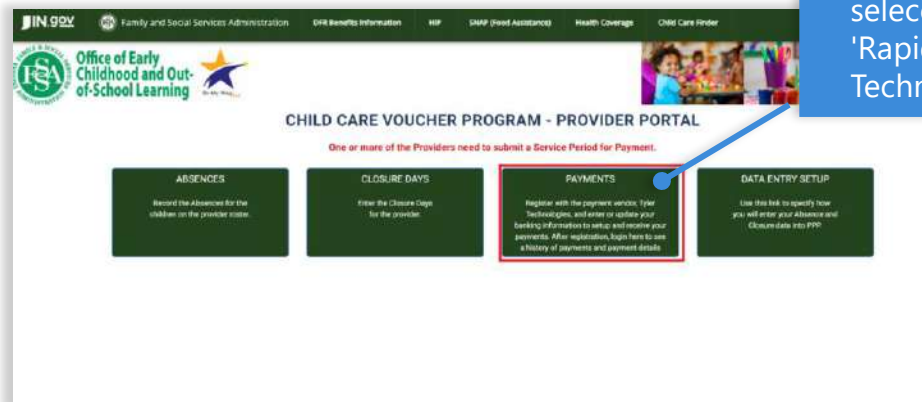 IN.gov Family and Social Services Administration DFR Benefits Information HIP SNAP (Food Assistance) Health Coverage Child Care Finder
Office of Early
Childhood and Out-
of-School Learning
CHILD CARE VOUCHER PROGRAM - PROVIDER PORTAL
One or more of the Providers need to submit a Service Period for Payment.
ABSENCES
Record the Absences for the
children on the provider roster.
CLOSURE DAYS
Enter the Closure Days
for the provider.
PAYMENTS
Register with the payment vendor, Tyler
Technologies, and enter or update your
banking information to setup and receive your
payments. After registration, login here to see
a history of payments and payment details
DATA ENTRY SETUP
Use this link to specify how
you will enter your Absence and
Closure data into PPP